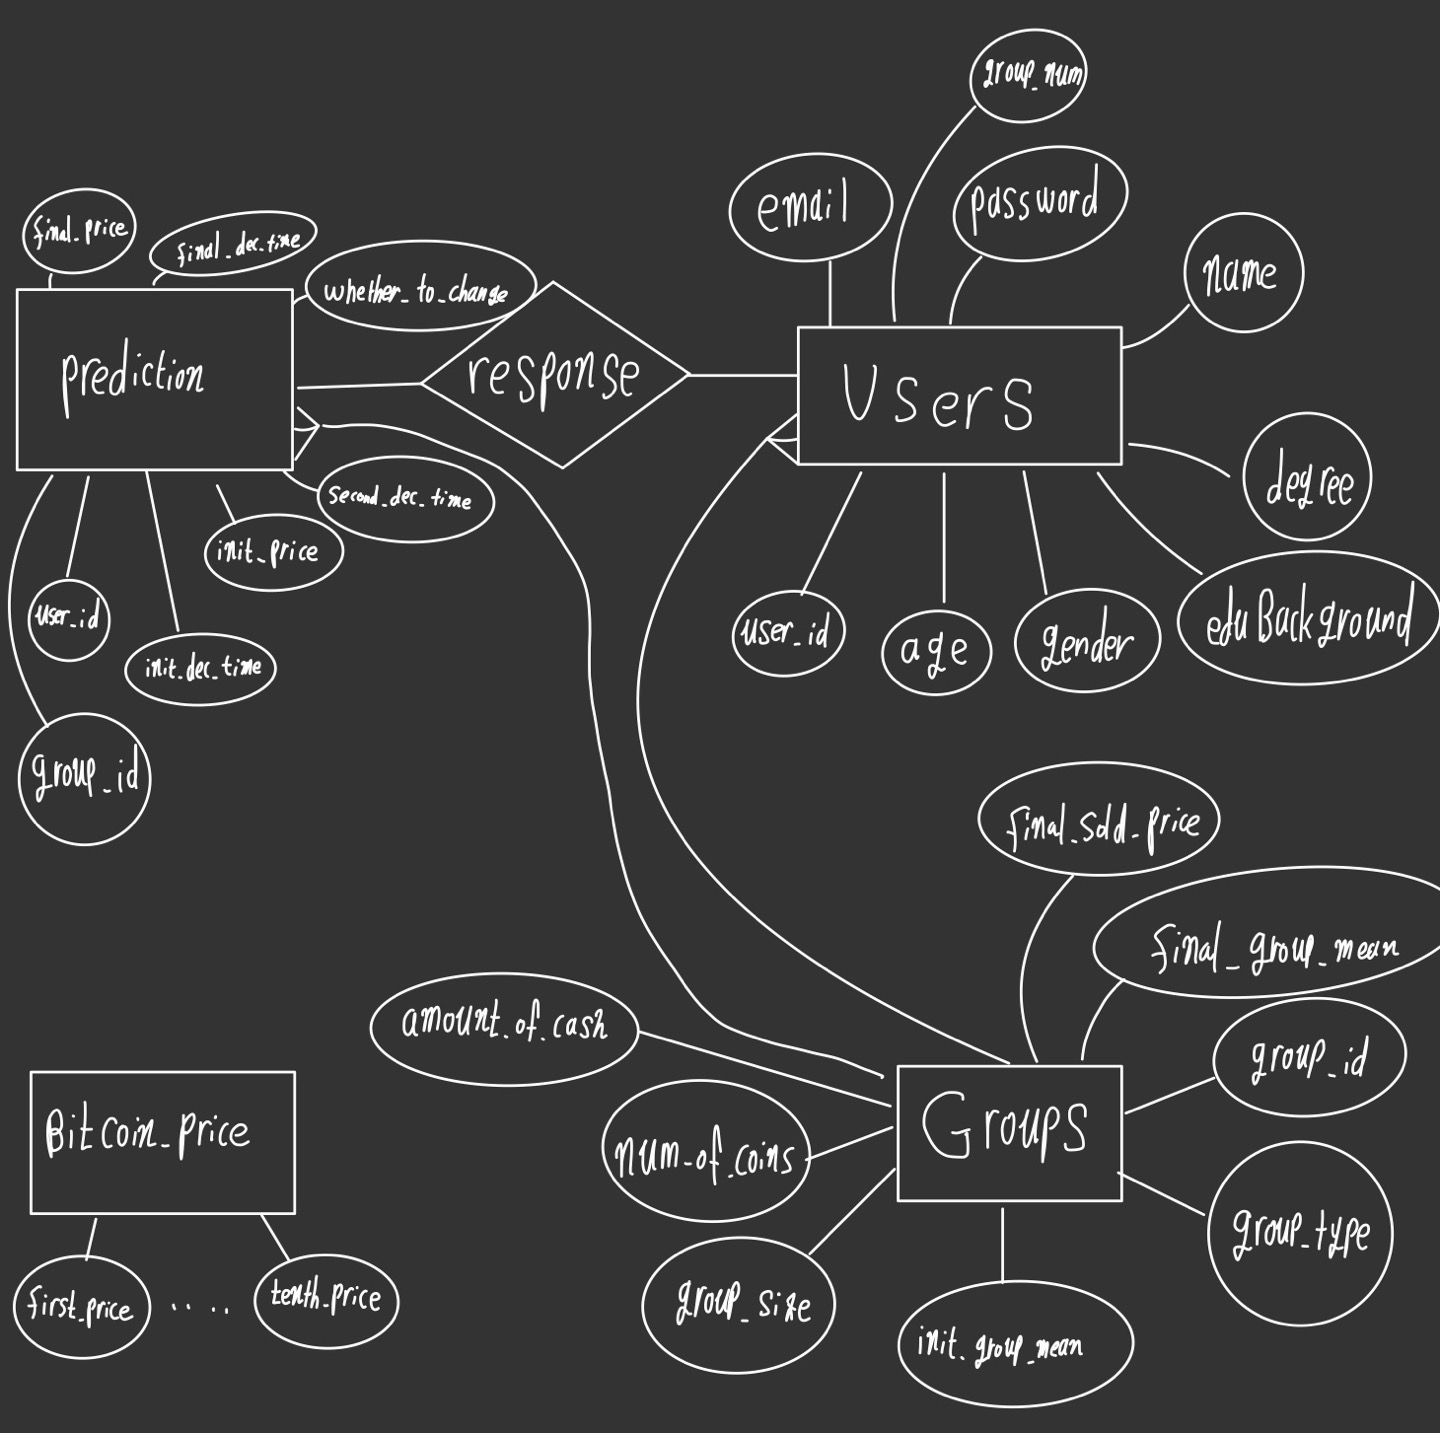 group_num
email
password
final_price
final_dec_time
name
whether_to_change
prediction
response
Users
degree
second_dec_time
init_price
user_id
init_dec_time
user_id
age
gender
eduBackground
group_id
final_sold_price
final_group_mean
amount_of_cash
group_id
Bitcoin_price
num_of_coins
Groups
group_type
first_price
.....
tenth_price
group_size
init_group_mean